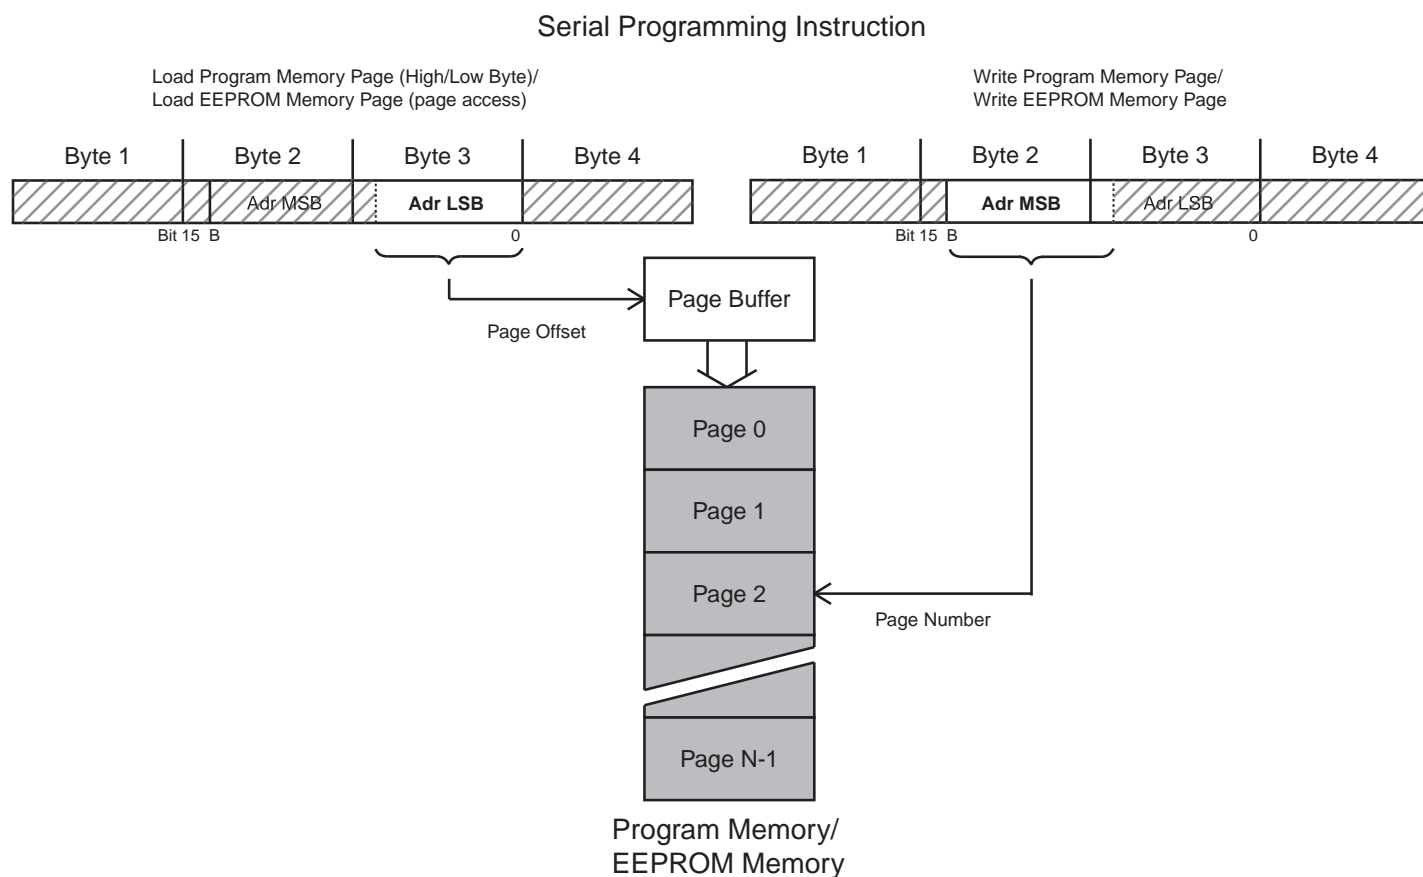 Serial Programming Instruction
Load Program Memory Page (High/Low Byte)/
Load EEPROM Memory Page (page access)
Write Program Memory Page/
Write EEPROM Memory Page
Byte 1 Byte 2 Byte 3 Byte 4
Byte 1 Byte 2 Byte 3 Byte 4
Adr MSB Adr LSB
Adr MSB Adr LSB
Bit 15 B 0
Bit 15 B 0
Page Buffer
Page Offset
Page 0
Page 1
Page 2
Page Number
Page N-1
Program Memory/
EEPROM Memory